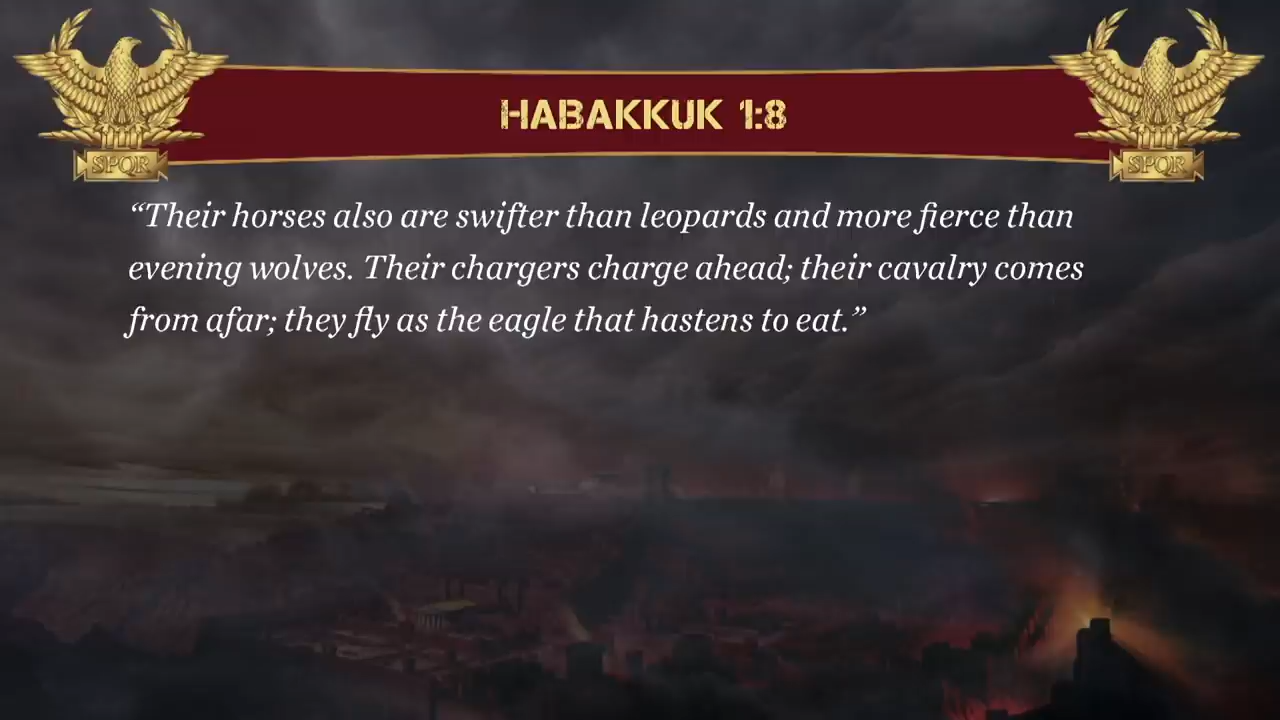 HABAKKUK 1:8
SPQR
SPQR
“Their horses also are swifter than leopards and more fierce than
evening wolves. Their chargers charge ahead; their cavalry comes
from afar; they fly as the eagle that hastens to eat.”